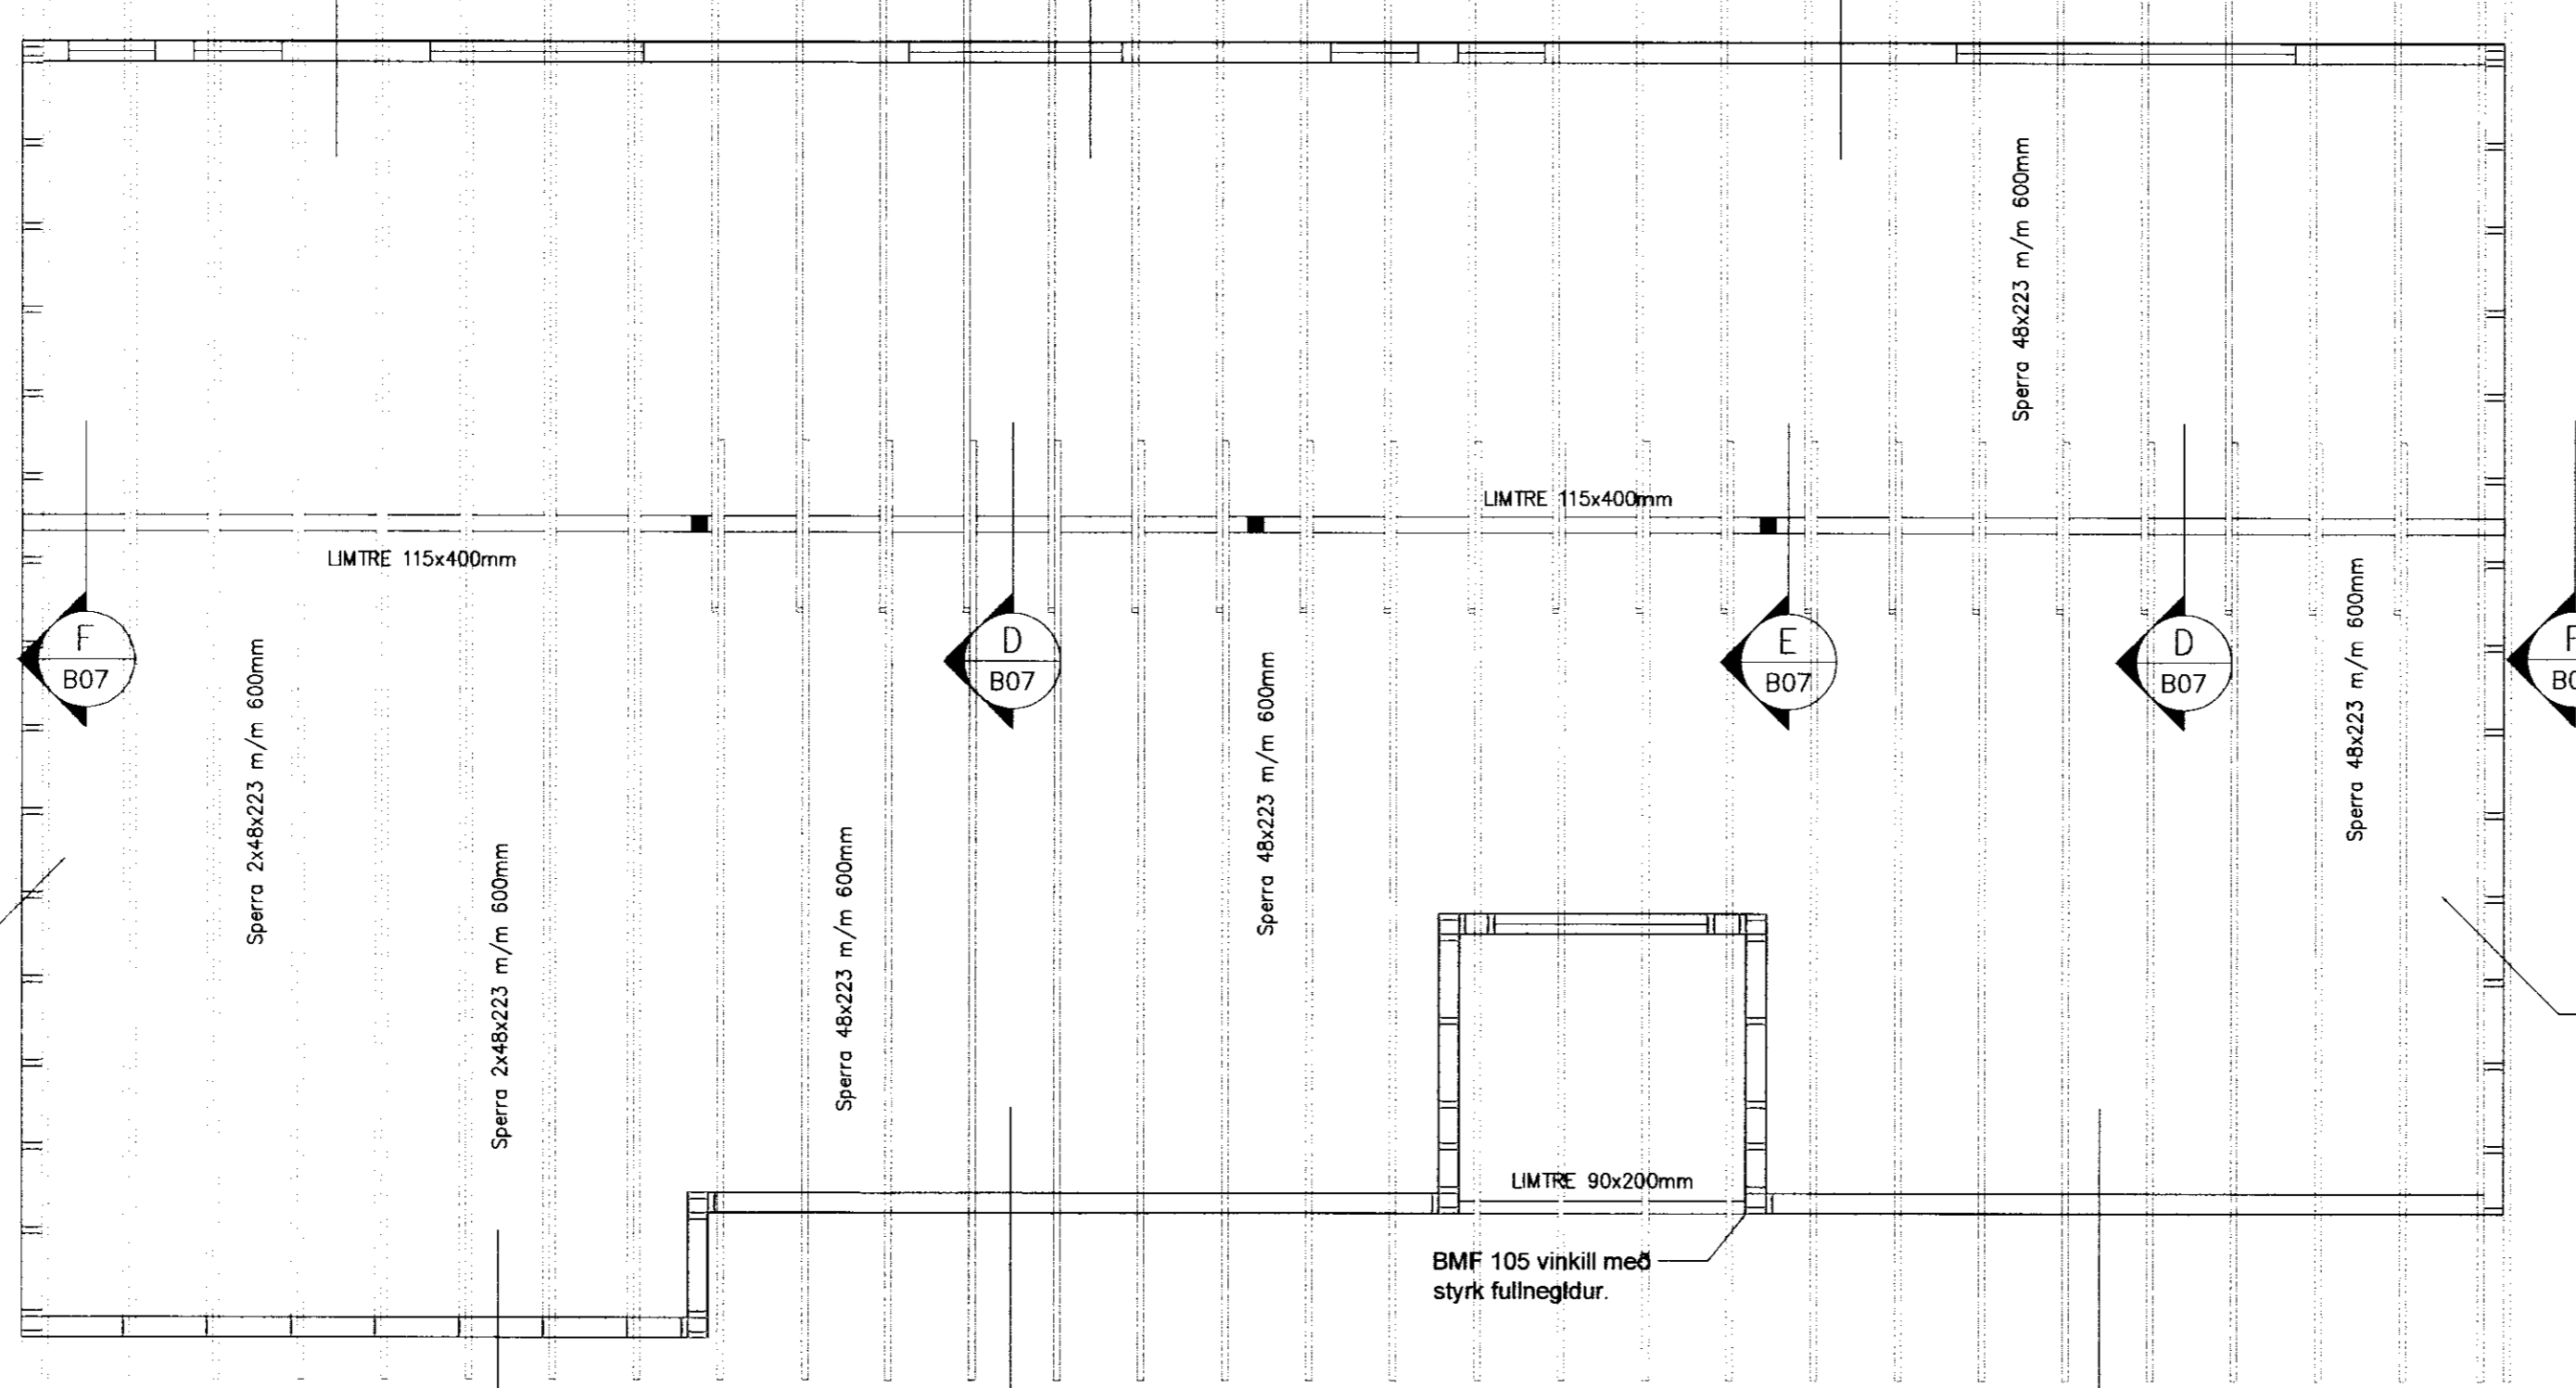 Sperra 48x223 m/m 600mm
LIMTRE 115x400mm
LIMTRE 115x400mm
F
B07
D
B07
E
B07
D
B07
Sperra 2x48x223 m/m 600mm
Sperra 2x48x223 m/m 600mm
Sperra 48x223 m/m 600mm
Sperra 48x223 m/m 600mm
Sperra 48x223 m/m 600mm
LIMTRE 90x200mm
BMF 105 vinkill með
styrk fullnegldur.